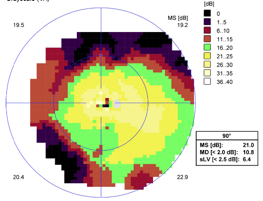 [dB]
19.5
MS [dB]
19.2
0
1..5
6..10
11..15
16..20
21..25
26..30
31..35
36..40
90°
MS [dB]: 21.0
MD [< 2.0 dB]: 10.8
sLV [< 2.5 dB]: 6.4
20.4
22.9